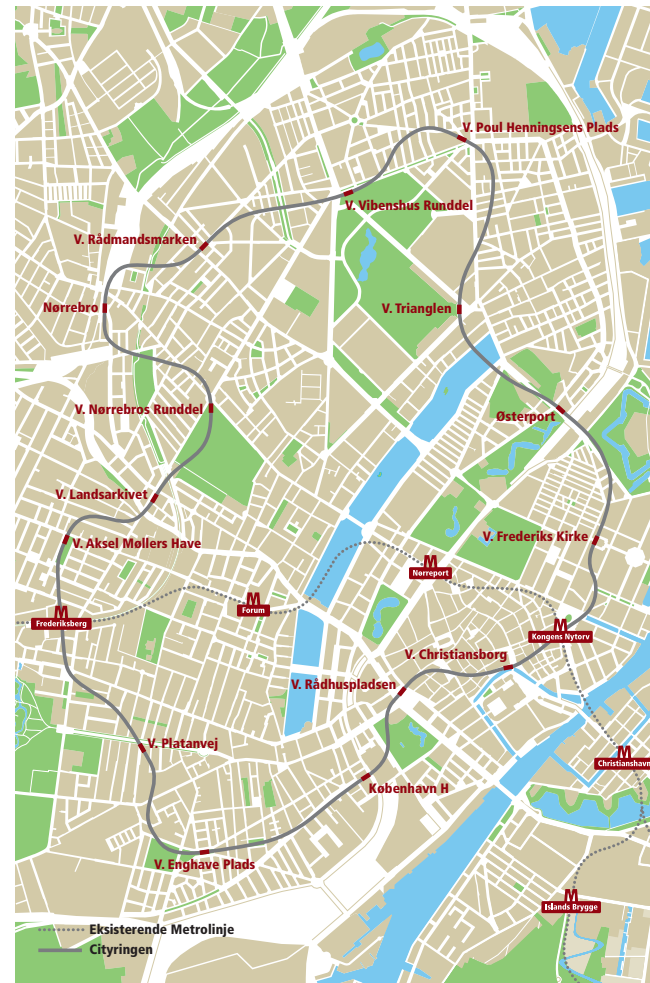 V. Poul Henningsens Plads
V. Vibenshus Runddel
V. Rådmandsmarken
Nørrebro
V. Trianglen
V. Nørrebros Runddel
Østerport
V. Landsarkivet
V. Aksel Møllers Have
V. Frederiks Kirke
M
Nørreport
M
Forum
M
Frederiksberg
M
Kongens Nytorv
V. Christiansborg
V. Rådhuspladsen
V. Platanvej
M
Christianshavn
København H
V. Enghave Plads
M
Islands Brygge
Eksisterende Metrolinje
Cityringen